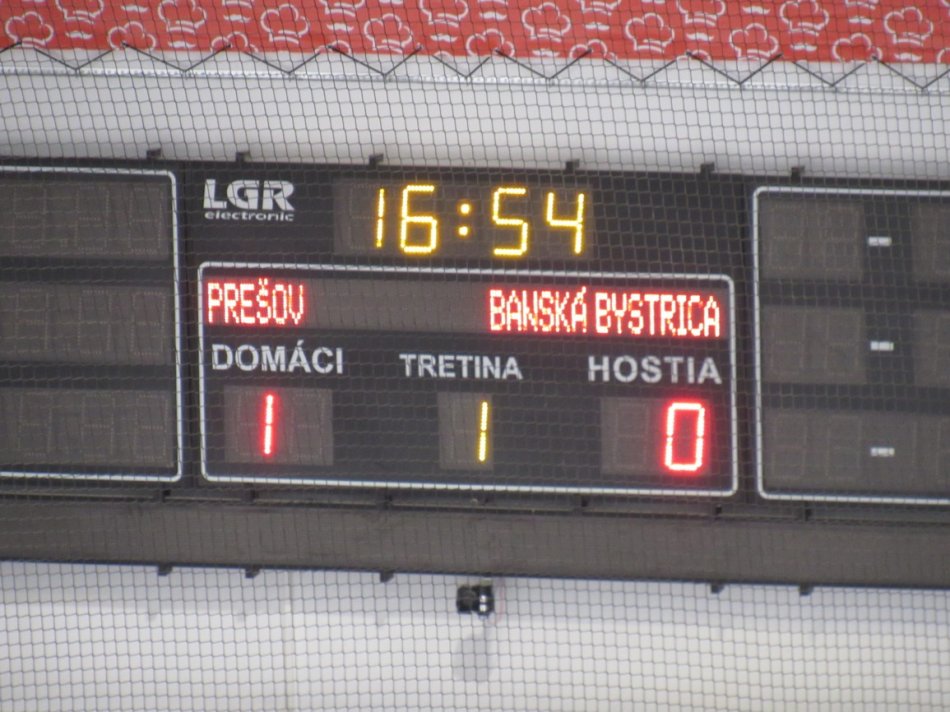 LGR
electronic
16:54
PREŠOV BANSKÁ BYSTRICA
DOMÁCI TRETINA HOSTIA
1 1 0